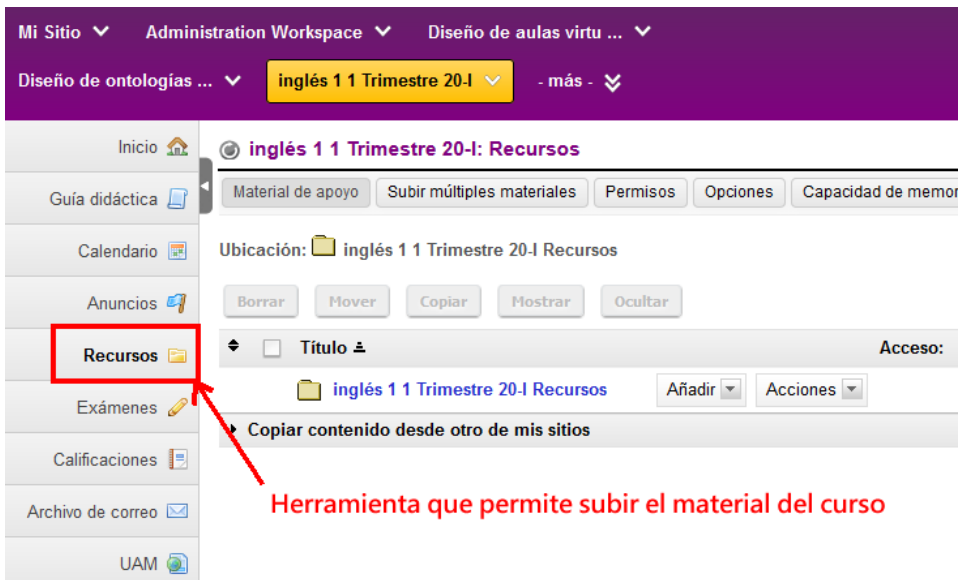 Mi Sitio Administration Workspace Diseño de aulas virtu ...
Diseño de ontologías ... inglés 1 1 Trimestre 20-I - más -
Inicio
Guía didáctica
Calendario
Anuncios
Recursos
Exámenes
Calificaciones
Archivo de correo
UAM
inglés 1 1 Trimestre 20-I: Recursos
Material de apoyo Subir múltiples materiales Permisos Opciones Capacidad de memor
Ubicación: inglés 1 1 Trimestre 20-I Recursos
Borrar Mover Copiar Mostrar Ocultar
Título Acceso:
inglés 1 1 Trimestre 20-I Recursos Añadir Acciones
Copiar contenido desde otro de mis sitios
Herramienta que permite subir el material del curso